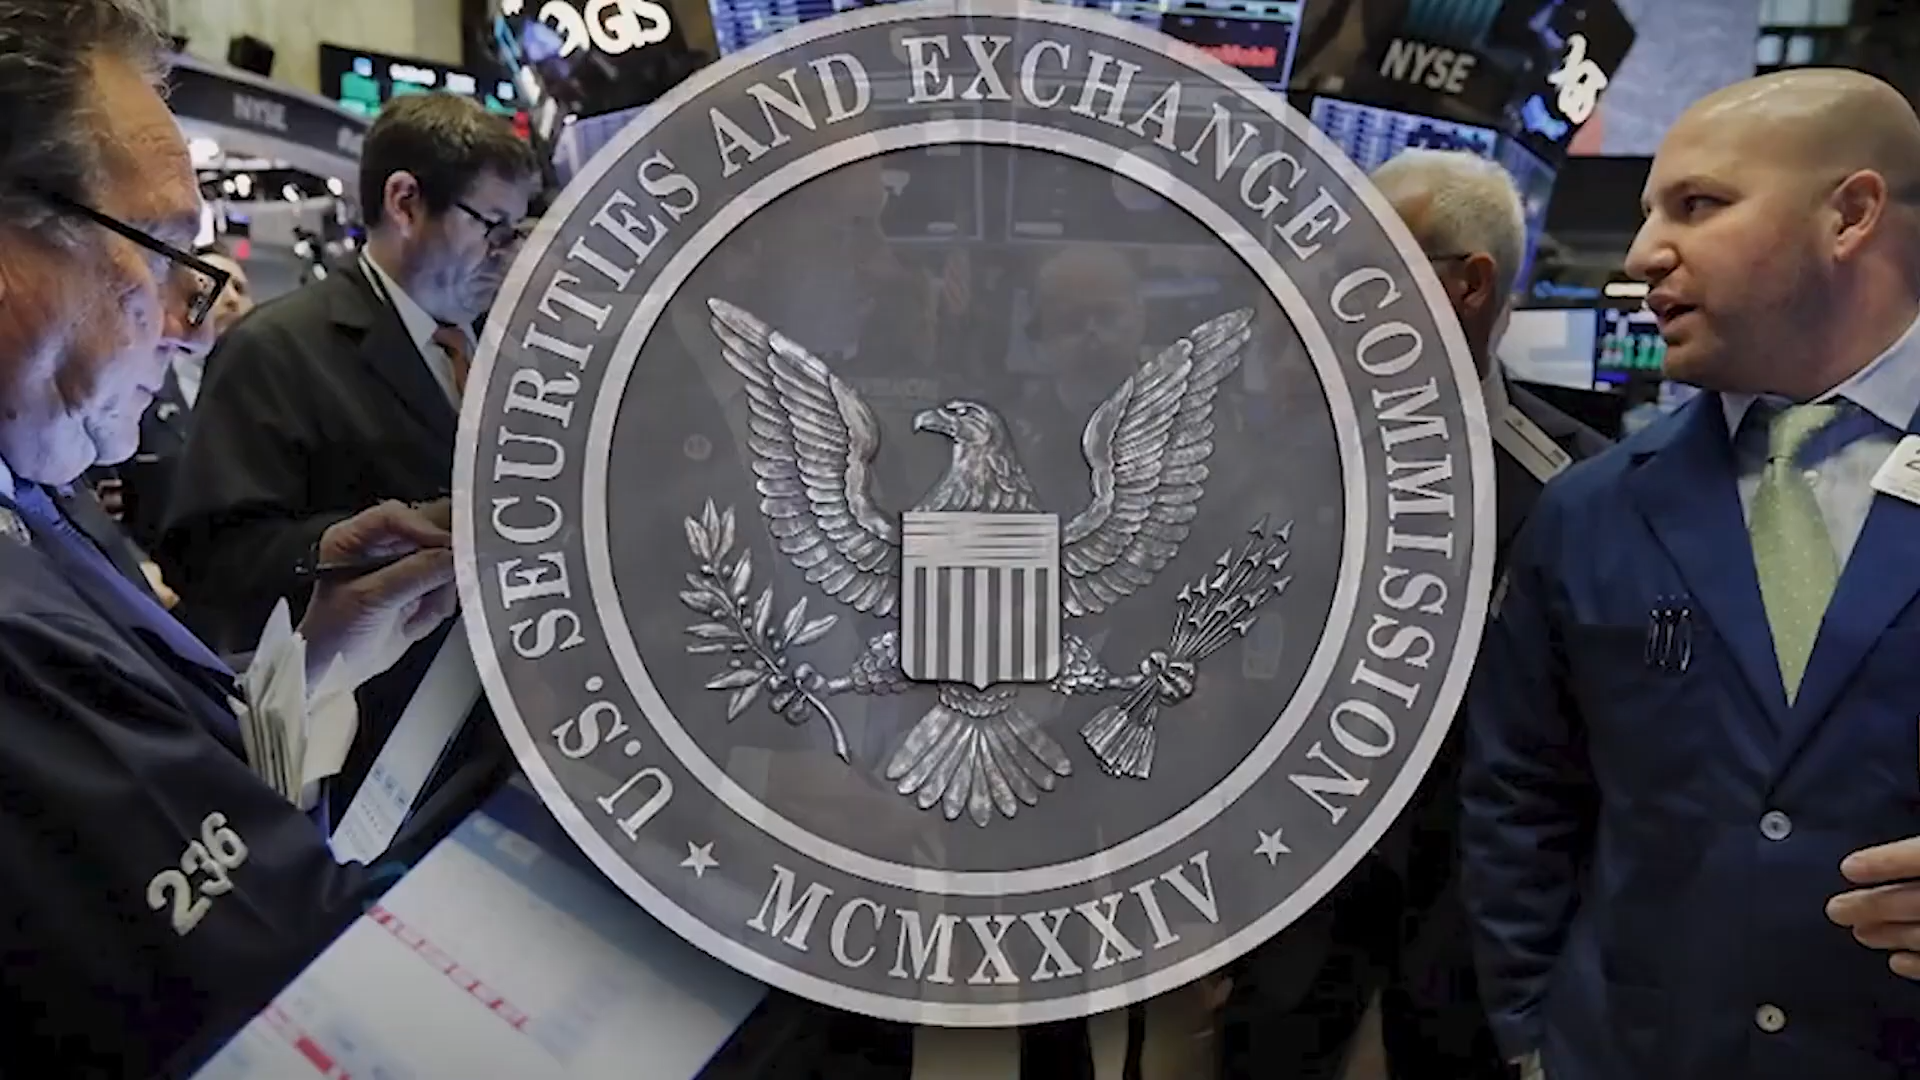 NYSE
NYSE
U.S. SECURITIES AND EXCHANGE COMMISSION
MCMXXXIV
236